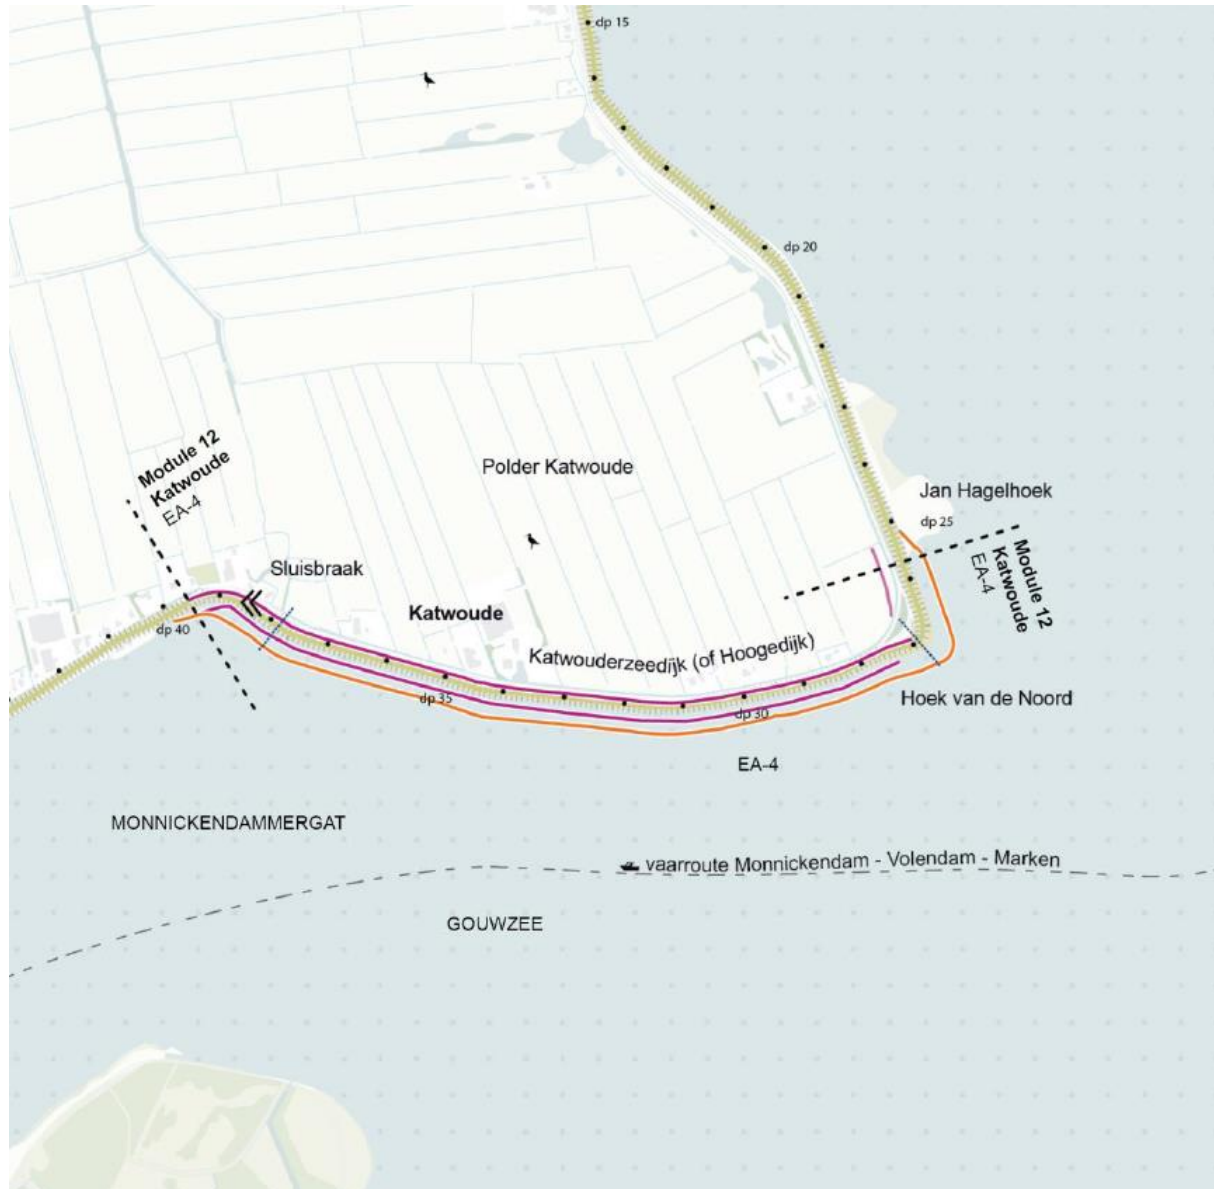 dp 15
dp 20
Module 12
Katwoude
EA-4
Polder Katwoude
Jan Hagelhoek
dp 25
Module 12
Katwoude
EA-4
Sluisbraak
Katwoude
dp 40
Katwouderzeedijk (of Hoogedijk)
dp 35
dp 30
Hoek van de Noord
EA-4
MONNICKENDAMMERGAT
vaarroute Monnickendam - Volendam - Marken
GOUWZEE